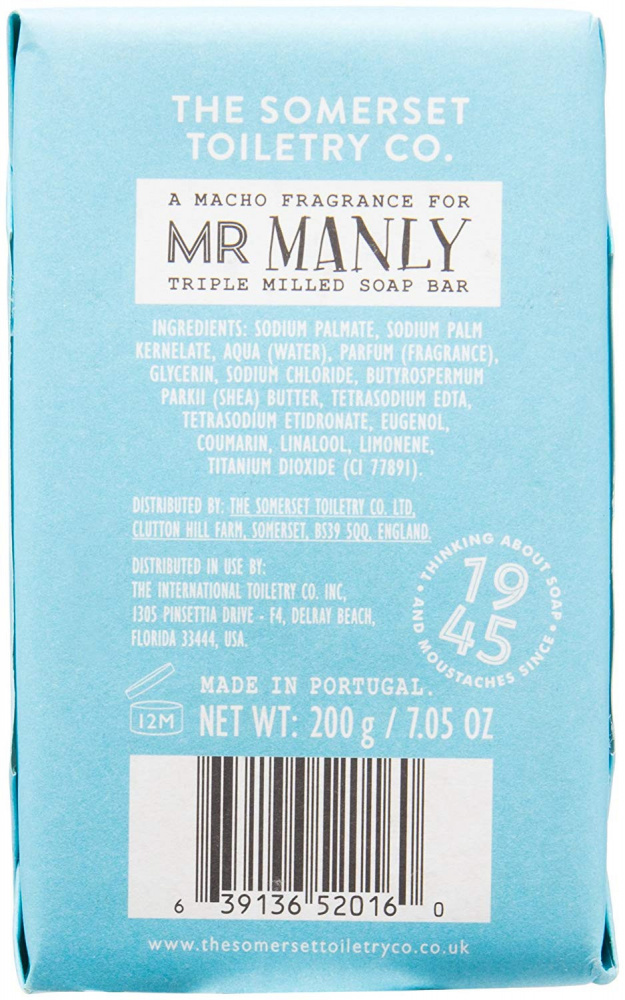 THE SOMERSET
TOILETRY CO.
A MACHO FRAGRANCE FOR
MR MANLY
TRIPLE MILLED SOAP BAR
INGREDIENTS: SODIUM PALMATE, SODIUM PALM
KERNELATE, AQUA (WATER), PARFUM (FRAGRANCE),
GLYCERIN, SODIUM CHLORIDE, BUTYROSPERMUM
PARKII (SHEA) BUTTER, TETRASODIUM EDTA,
TETRASODIUM ETIDRONATE, EUGENOL,
COUMARIN, LINALOOL, LIMONENE,
TITANIUM DIOXIDE (CI 77891).
DISTRIBUTED BY: THE SOMERSET TOILETRY CO. LTD,
CLUTTON HILL FARM, SOMERSET, BS39 5QQ, ENGLAND.
DISTRIBUTED IN USE BY:
THE INTERNATIONAL TOILETRY CO. INC,
1305 PINSETTIA DRIVE - F4, DELRAY BEACH,
FLORIDA 33444, USA.
THINKING ABOUT SOAP •
AND MOUSTACHES SINCE •
19
45
MADE IN PORTUGAL.
12M
NET WT: 200 g / 7.05 OZ
6 39136 52016 0
www.thesomersettoiletryco.co.uk